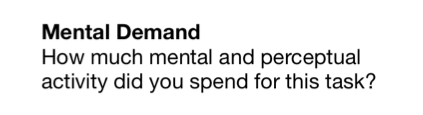 Mental Demand
How much mental and perceptual
activity did you spend for this task?